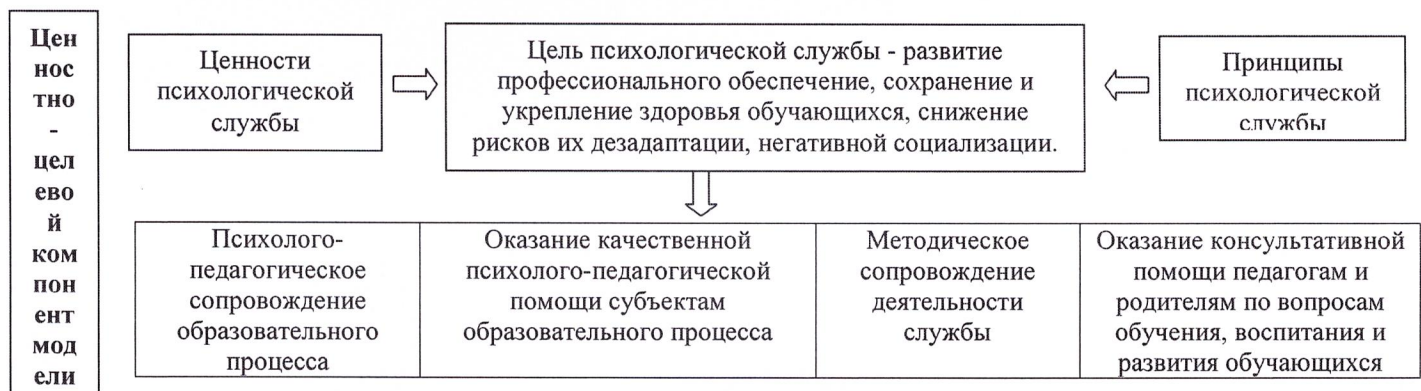 Цен
нос
тно
-
цел
ево
й
ком
пон
ент
мод
ели
Ценности
психологической
службы
Цель психологической службы - развитие
профессионального обеспечение, сохранение и
укрепление здоровья обучающихся, снижение
рисков их дезадаптации, негативной социализации.
Принципы
психологической
службы
Психолого-
педагогическое
сопровождение
образовательного
процесса
Оказание качественной
психолого-педагогической
помощи субъектам
образовательного процесса
Методическое
сопровождение
деятельности
службы
Оказание консультативной
помощи педагогам и
родителям по вопросам
обучения, воспитания и
развития обучающихся